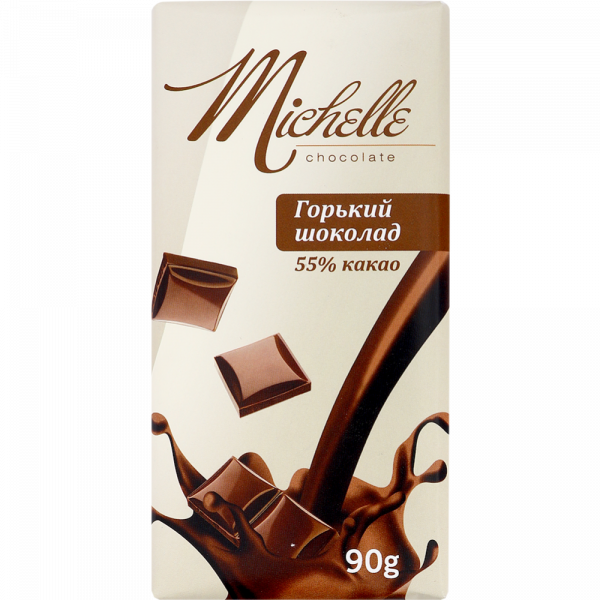 Michelle
chocolate
Горький
шоколад
55% какао
90g